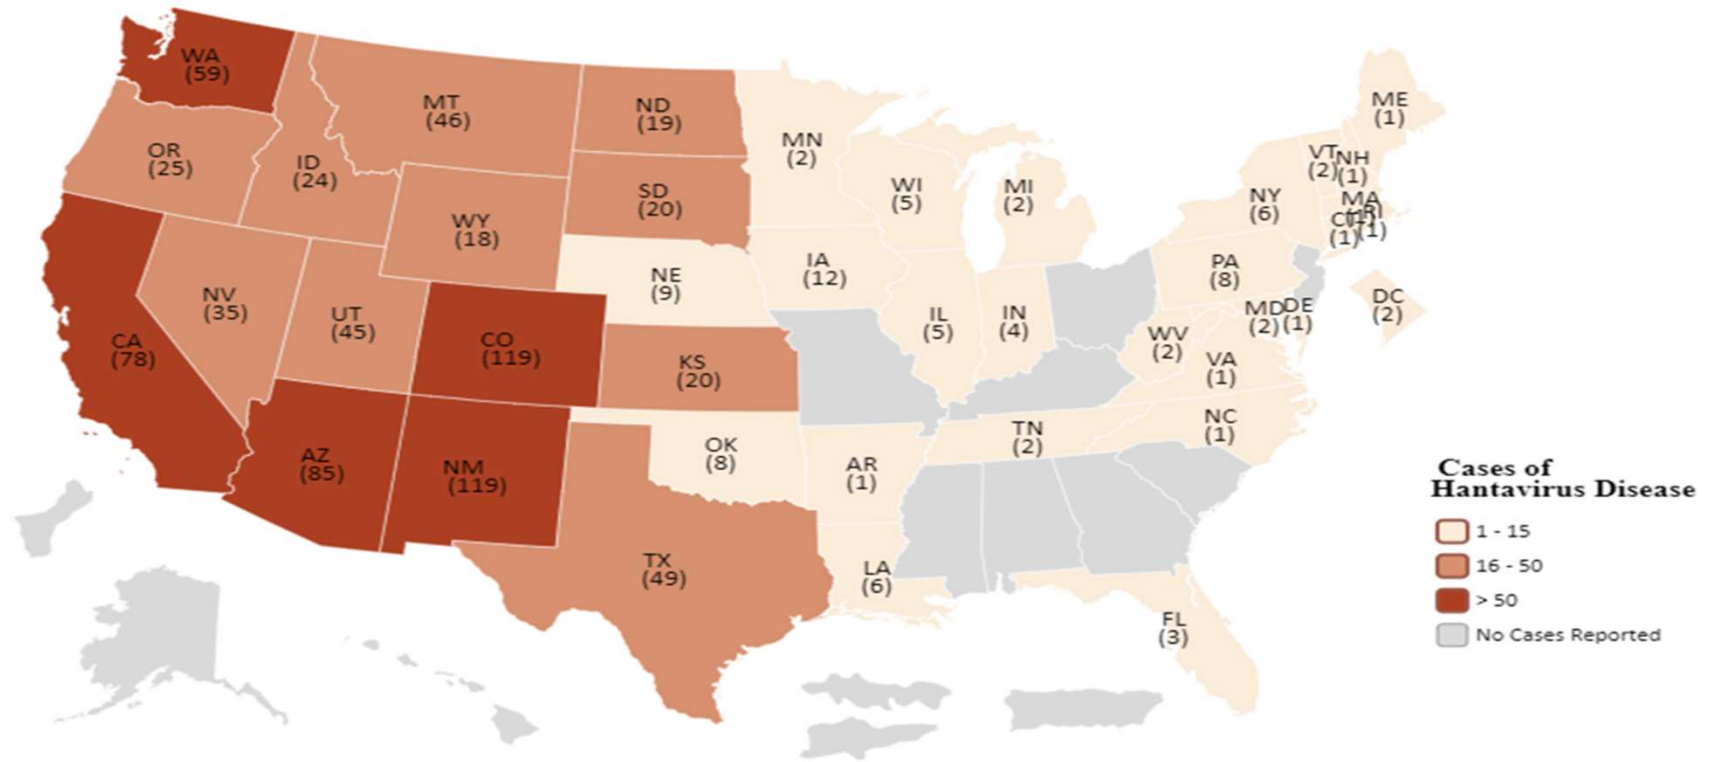 WA
(59)
MT
(46)
ND
(19)
MN
(2)
ME
(1)
OR
(25)
ID
(24)
SD
(20)
WI
(5)
MI
(2)
VT
(2)
NH
(1)
NY
(6)
MA
RI
(1)
(1)
WY
(18)
NE
(9)
IA
(12)
PA
(8)
NV
(35)
UT
(45)
CO
(119)
IL
(5)
IN
(4)
MD
(2)
DE
(1)
DC
(2)
CA
(78)
KS
(20)
WV
(2)
VA
(1)
AZ
(85)
NM
(119)
OK
(8)
AR
(1)
TN
(2)
NC
(1)
TX
(49)
LA
(6)
FL
(3)
Cases of
Hantavirus Disease
1 - 15
16 - 50
> 50
No Cases Reported